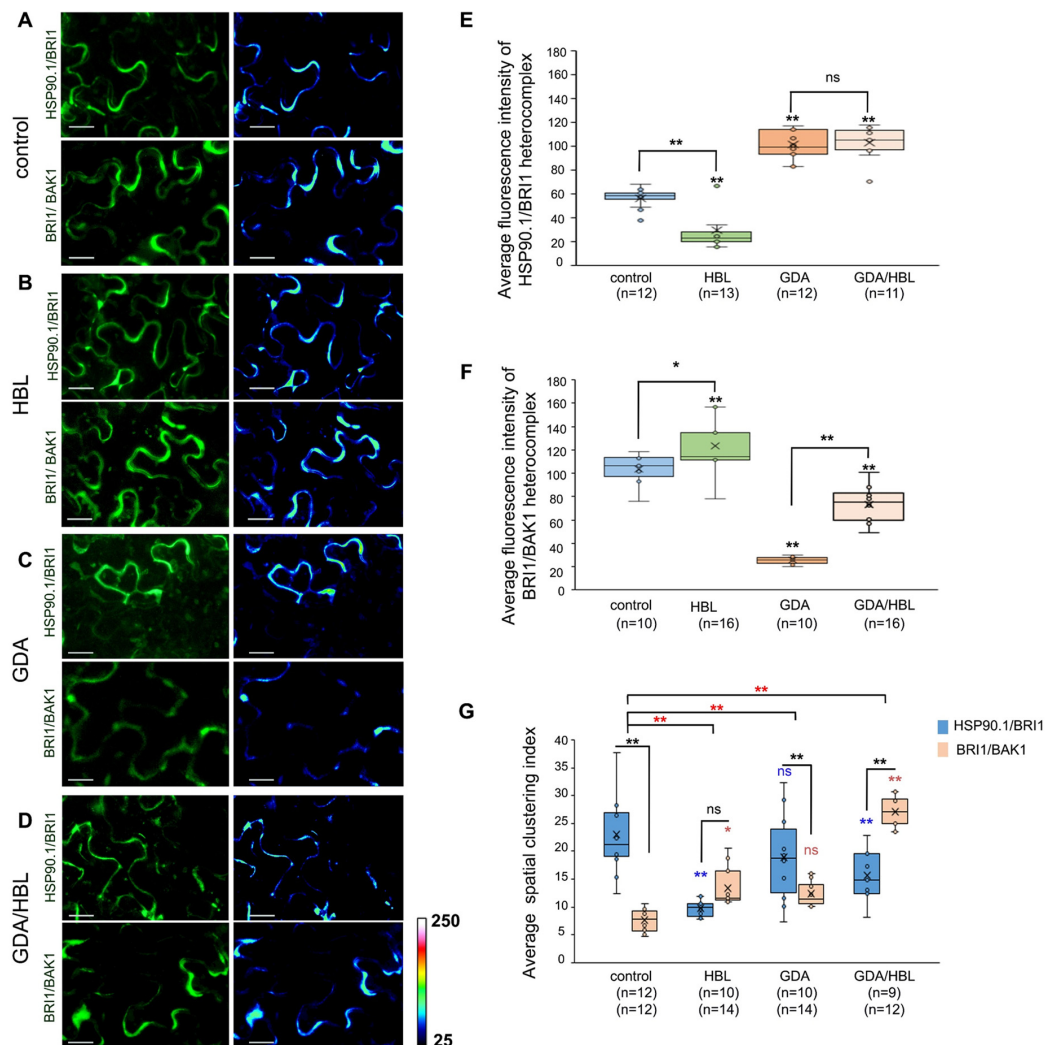 A
HSP90.1/BRI1
control
BRI1/ BAK1
B
HSP90.1/BRI1
HBL
BRI1/ BAK1
C
HSP90.1/BRI1
GDA
BRI1/BAK1
D
HSP90.1/BRI1
GDA/HBL
BRI1/BAK1
250
25
E
Average fluorescence intensity of
HSP90.1/BRI1 heterocomplex
180
160
140
120
100
80
60
40
20
0
ns
** ** ** **
control HBL GDA GDA/HBL
(n=12) (n=13) (n=12) (n=11)
F
Average fluorescence intensity of
BRI1/BAK1 heterocomplex
180
160
140
120
100
80
60
40
20
0
*
** ** ** **
control HBL GDA GDA/HBL
(n=10) (n=16) (n=10) (n=16)
G
Average spatial clustering index
40
35
30
25
20
15
10
5
0
**
**
**
** ns ** **
** * ns ns ** **
HSP90.1/BRI1
BRI1/BAK1
control HBL GDA GDA/HBL
(n=12) (n=10) (n=10) (n=9)
(n=12) (n=14) (n=14) (n=12)